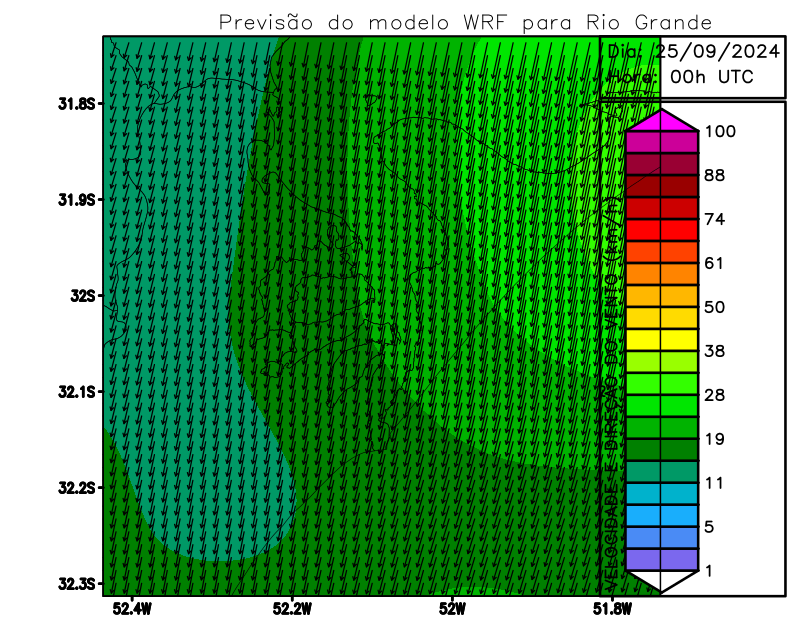 Previsão do modelo WRF para Rio Grande
Dia: 25/09/2024
Hora: 00h UTC
31.8S
31.9S
32S
32.1S
32.2S
32.3S
52.4W
52.2W
52W
51.8W
VELOCIDADE E DIREÇÃO DO VENTO (km/h)
100
88
74
61
50
38
28
19
11
5
1